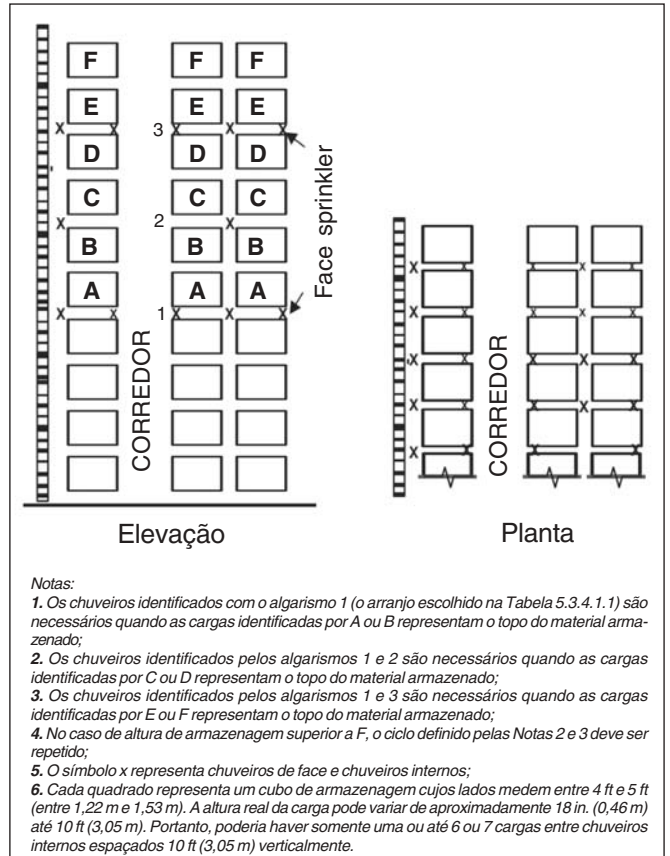 F F F
E E E
3
D D D
C C C
2
B B B
A A A
1
Face sprinkler
CORREDOR
CORREDOR
Elevação
Planta
Notas:
1. Os chuveiros identificados com o algarismo 1 (o arranjo escolhido na Tabela 5.3.4.1.1) são
necessários quando as cargas identificadas por A ou B representam o topo do material arma-
zenado;
2. Os chuveiros identificados pelos algarismos 1 e 2 são necessários quando as cargas
identificadas por C ou D representam o topo do material armazenado;
3. Os chuveiros identificados pelos algarismos 1 e 3 são necessários quando as cargas
identificadas por E ou F representam o topo do material armazenado;
4. No caso de altura de armazenagem superior a F, o ciclo definido pelas Notas 2 e 3 deve ser
repetido;
5. O símbolo x representa chuveiros de face e chuveiros internos;
6. Cada quadrado representa um cubo de armazenagem cujos lados medem entre 4 ft e 5 ft
(entre 1,22 m e 1,53 m). A altura real da carga pode variar de aproximadamente 18 in. (0,46 m)
até 10 ft (3,05 m). Portanto, poderia haver somente uma ou até 6 ou 7 cargas entre chuveiros
internos espaçados 10 ft (3,05 m) verticalmente.